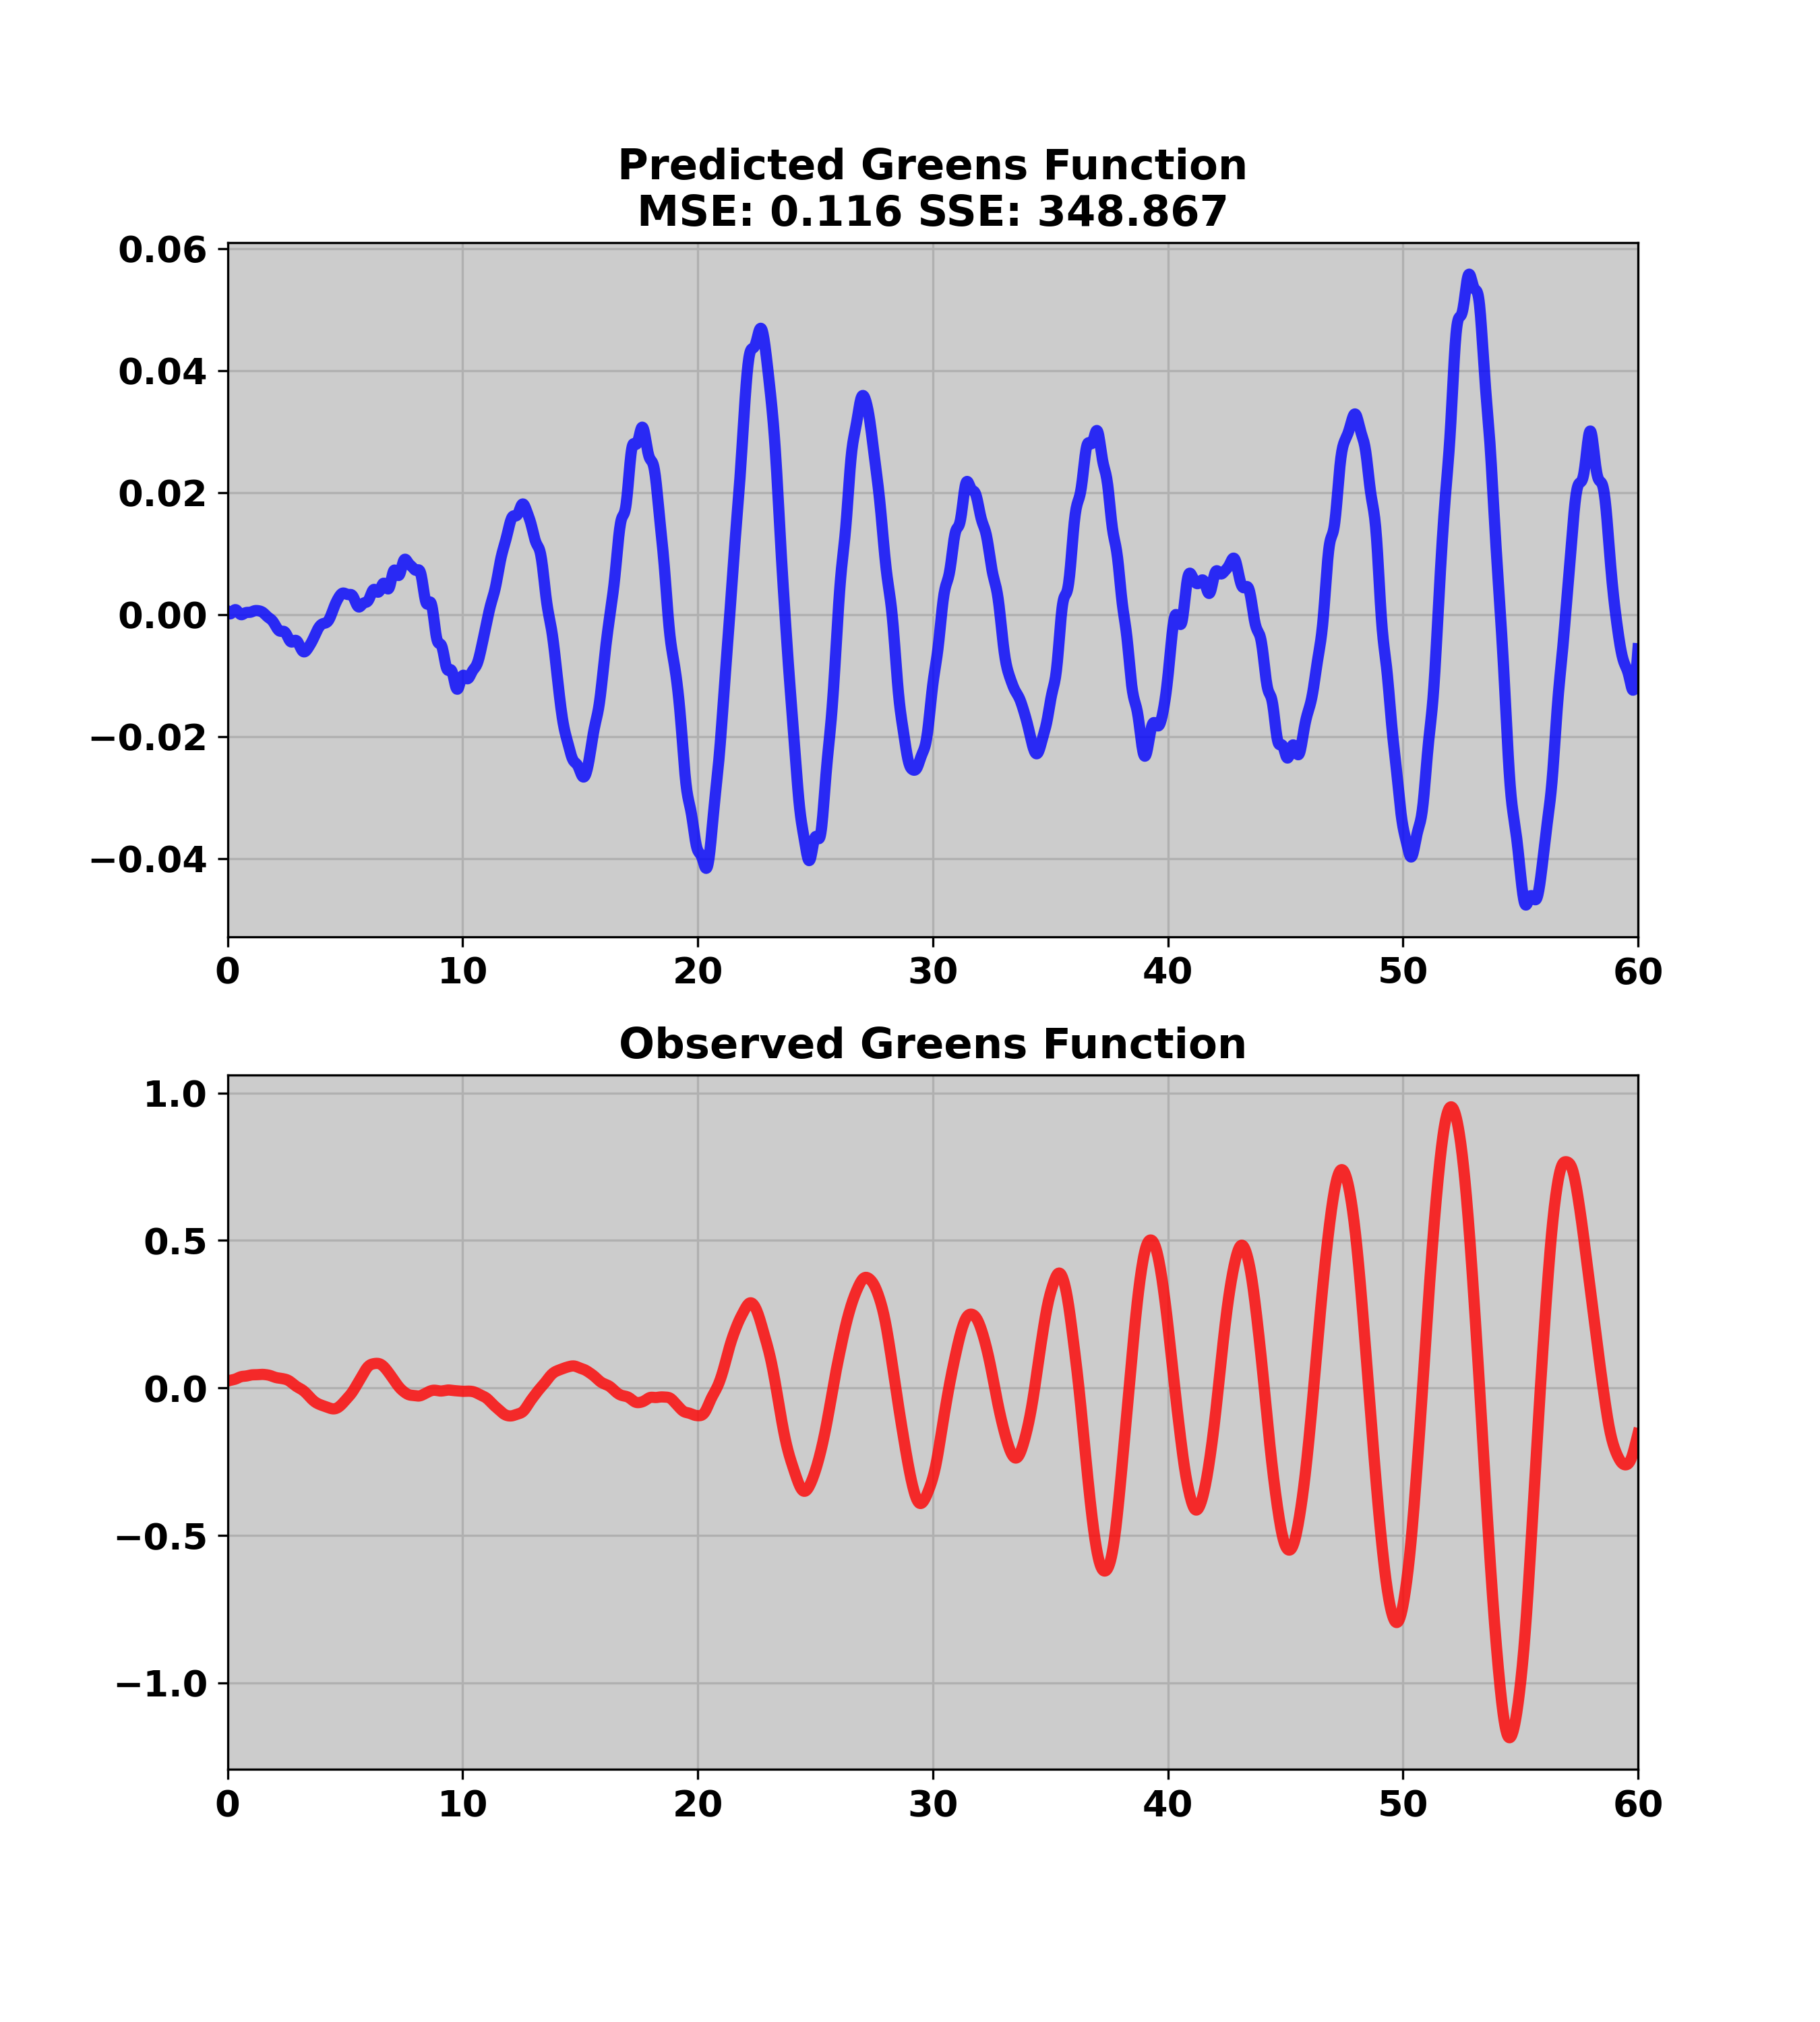 Predicted Greens Function
MSE: 0.116 SSE: 348.867
0.06
0.04
0.02
0.00
−0.02
−0.04
0 10 20 30 40 50 60
Observed Greens Function
1.0
0.5
0.0
−0.5
−1.0
0 10 20 30 40 50 60